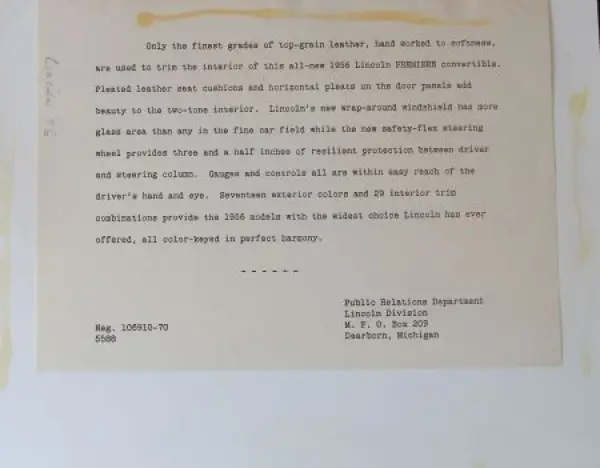 Only the finest grades of top-grain leather, hand worked to softness,
are used to trim the interior of this all-new 1956 Lincoln PREMIERE convertible.
Pleated leather seat cushions and horizontal pleats on the door panels add
beauty to the two-tone interior. Lincoln's new wrap-around windshield has more
glass area than any in the fine car field while the new safety-flex steering
wheel provides three and a half inches of resilient protection between driver
and steering column. Gauges and controls all are within easy reach of the
driver's hand and eye. Seventeen exterior colors and 29 interior trim
combinations provide the 1956 models with the widest choice Lincoln has ever
offered, all color-keyed in perfect harmony.
- - - - - -
Public Relations Department
Lincoln Division
M. P. O. Box 209
Dearborn, Michigan
Neg. 106910-70
5588
Lincoln 56